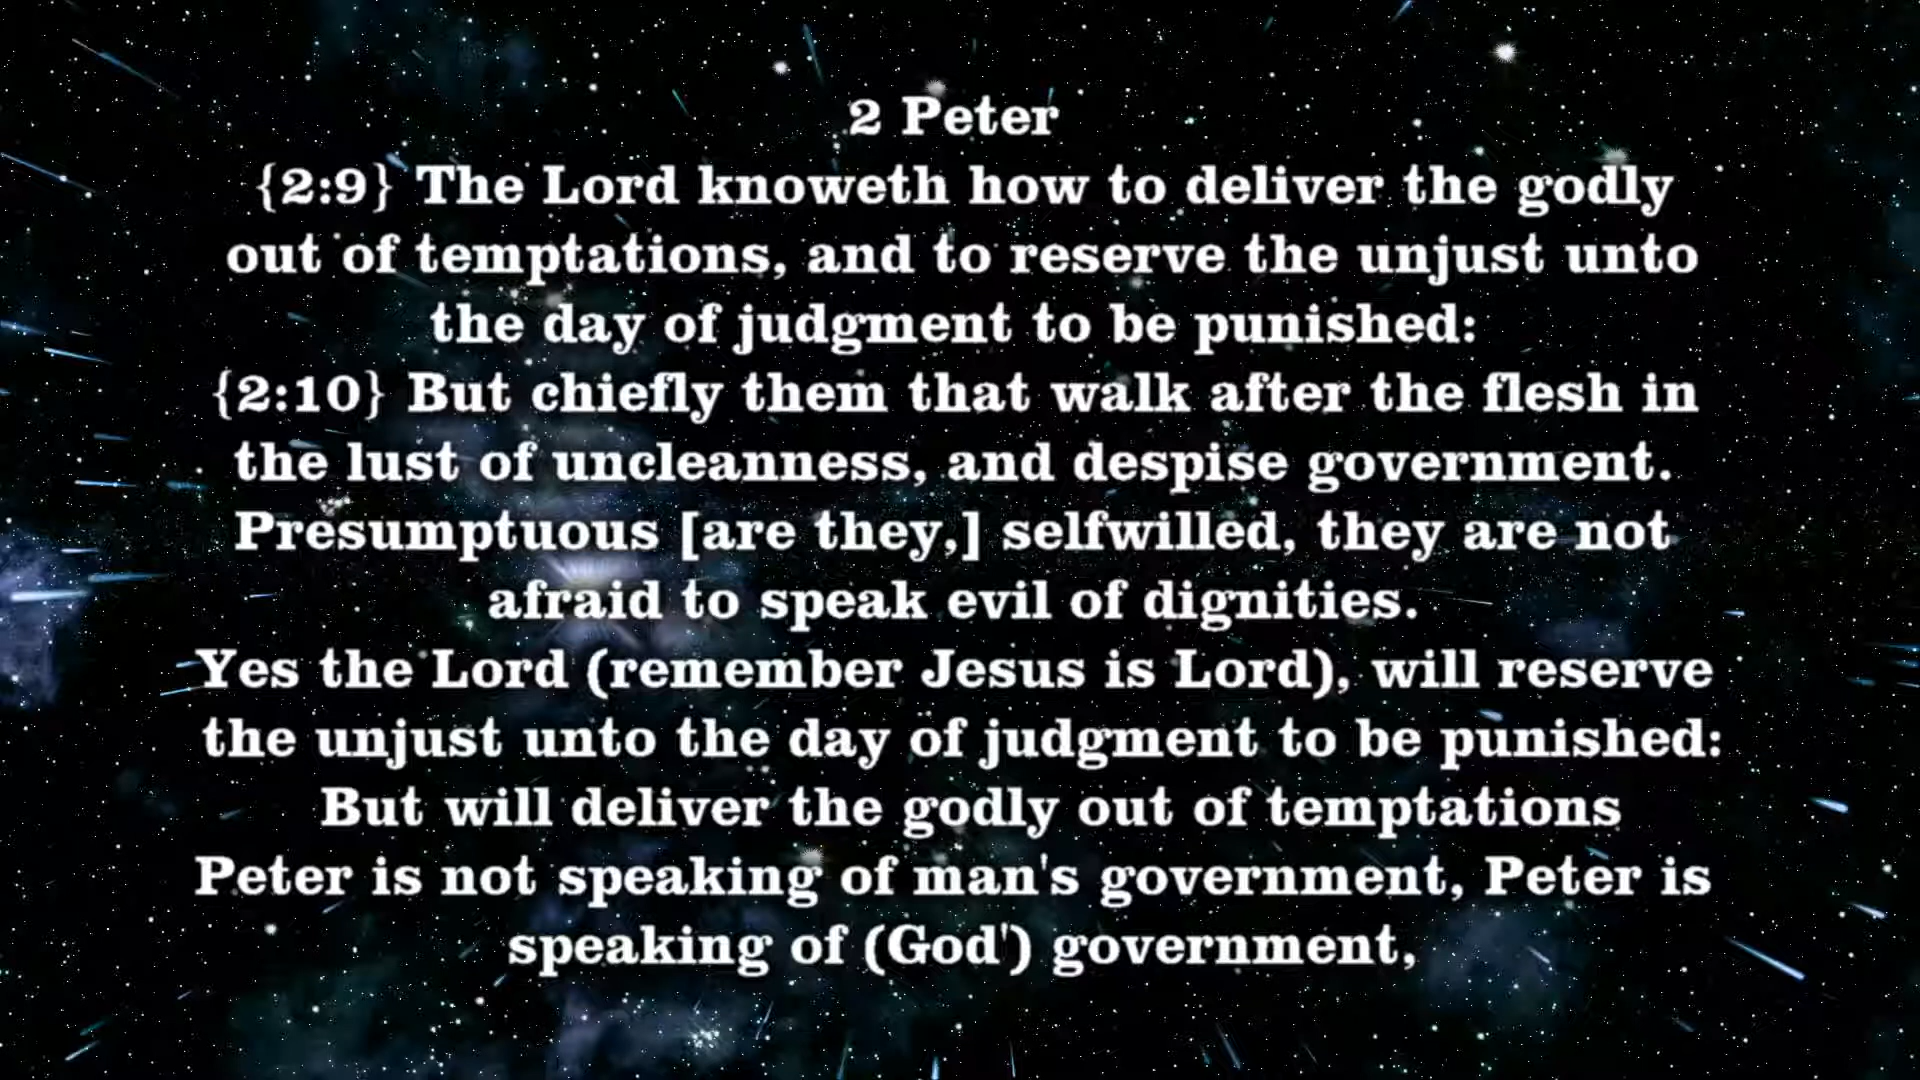 2 Peter
{2:9} The Lord knoweth how to deliver the godly
out of temptations, and to reserve the unjust unto
the day of judgment to be punished:
{2:10} But chiefly them that walk after the flesh in
the lust of uncleanness, and despise government.
Presumptuous [are they,] selfwilled, they are not
afraid to speak evil of dignities.
Yes the Lord (remember Jesus is Lord), will reserve
the unjust unto the day of judgment to be punished:
But will deliver the godly out of temptations
Peter is not speaking of man's government, Peter is
speaking of (God') government,